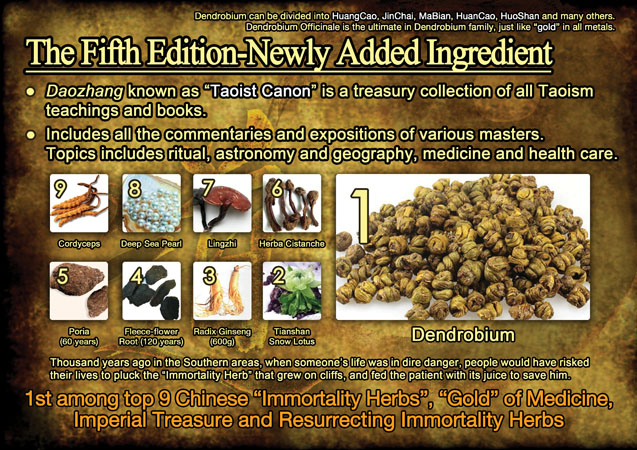 Dendrobium can be divided into HuangCao, JinChai, MaBian, HuanCao, HuoShan and many others.
Dendrobium Officinale is the ultimate in Dendrobium family, just like "gold" in all metals.
The Fifth Edition-Newly Added Ingredient
● Daozhang known as "Taoist Canon" is a treasury collection of all Taoism
teachings and books.
● Includes all the commentaries and expositions of various masters.
Topics includes ritual, astronomy and geography, medicine and health care.
9
Cordyceps
8
Deep Sea Pearl
7
Lingzhi
6
Herba Cistanche
5
Poria
(60 years)
4
Fleece-flower
Root (120 years)
3
Radix Ginseng
(600g)
2
Tianshan
Snow Lotus
1
Dendrobium
Thousand years ago in the Southern areas, when someone's life was in dire danger, people would have risked
their lives to pluck the "Immortality Herb" that grew on cliffs, and fed the patient with its juice to save him.
1st among top 9 Chinese "Immortality Herbs", "Gold" of Medicine,
Imperial Treasure and Resurrecting Immortality Herbs